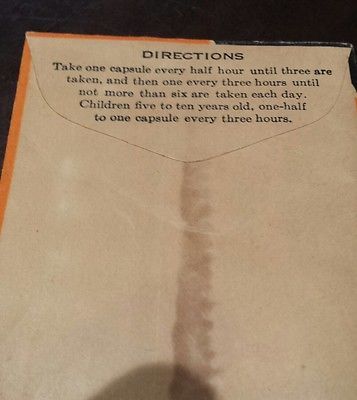 DIRECTIONS
Take one capsule every half hour until three are
taken, and then one every three hours until
not more than six are taken each day.
Children five to ten years old, one-half
to one capsule every three hours.